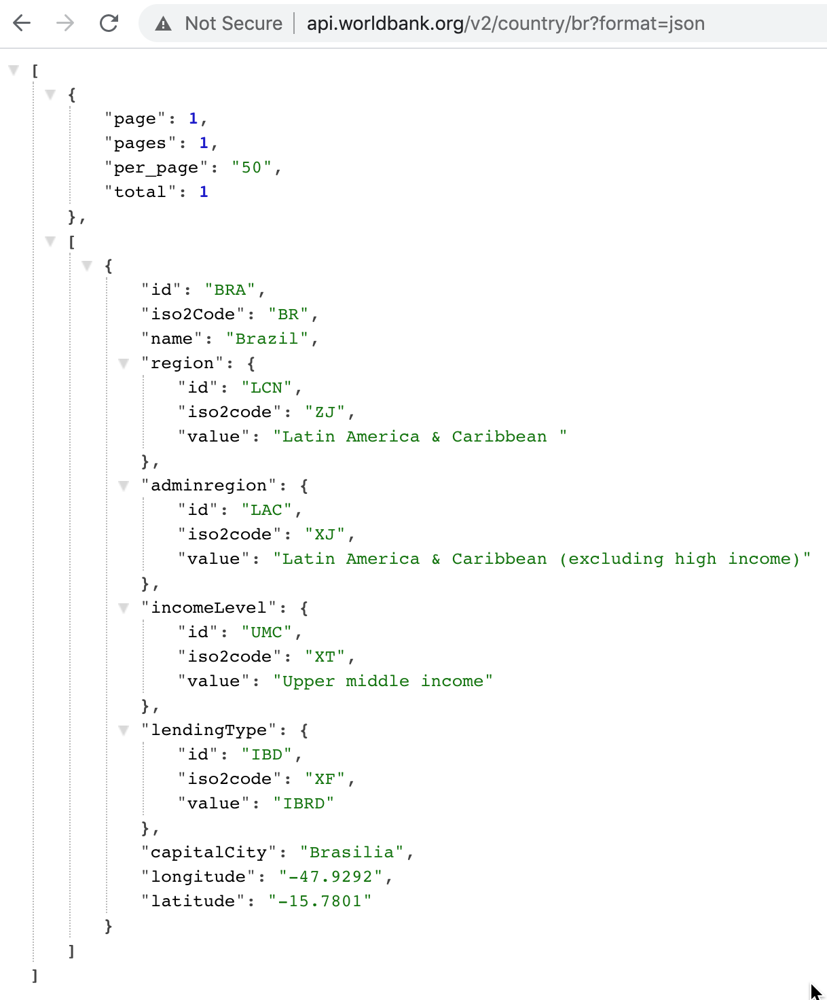 Not Secure | api.worldbank.org/v2/country/br?format=json
[
{
"page": 1,
"pages": 1,
"per_page": "50",
"total": 1
},
[
{
"id": "BRA",
"iso2Code": "BR",
"name": "Brazil",
"region": {
"id": "LCN",
"iso2code": "ZJ",
"value": "Latin America & Caribbean "
},
"adminregion": {
"id": "LAC",
"iso2code": "XJ",
"value": "Latin America & Caribbean (excluding high income)"
},
"incomeLevel": {
"id": "UMC",
"iso2code": "XT",
"value": "Upper middle income"
},
"lendingType": {
"id": "IBD",
"iso2code": "XF",
"value": "IBRD"
},
"capitalCity": "Brasilia",
"longitude": "-47.9292",
"latitude": "-15.7801"
}
]
]